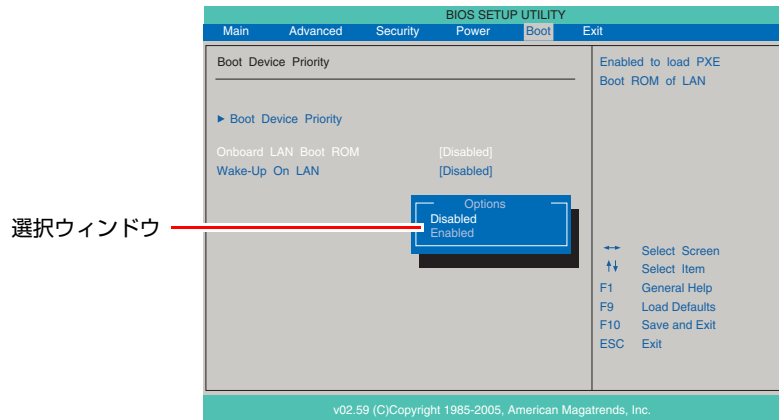 BIOS SETUP UTILITY
Main Advanced Security Power Boot Exit
Boot Device Priority
Enabled to load PXE
Boot ROM of LAN
► Boot Device Priority
Onboard LAN Boot ROM [Disabled]
Wake-Up On LAN [Disabled]
Options
Disabled
Enabled
選択ウィンドウ
↔ Select Screen
↑↓ Select Item
F1 General Help
F9 Load Defaults
F10 Save and Exit
ESC Exit
v02.59 (C)Copyright 1985-2005, American Magatrends, Inc.